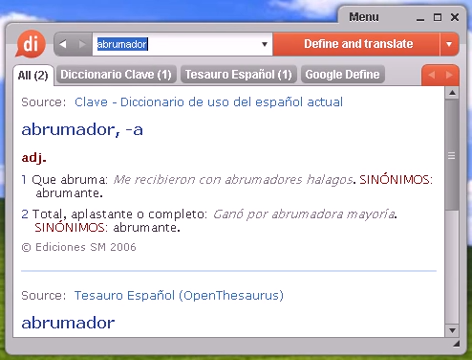 Menu
di
abrumador
Define and translate
All (2)
Diccionario Clave (1)
Tesauro Español (1)
Google Define
Source: Clave - Diccionario de uso del español actual
abrumador, -a
adj.
1 Que abruma: Me recibieron con abrumadores halagos. SINÓNIMOS:
abrumante.
2 Total, aplastante o completo: Ganó por abrumadora mayoría.
SINÓNIMOS: abrumante.
© Ediciones SM 2006
Source: Tesauro Español (OpenThesaurus)
abrumador